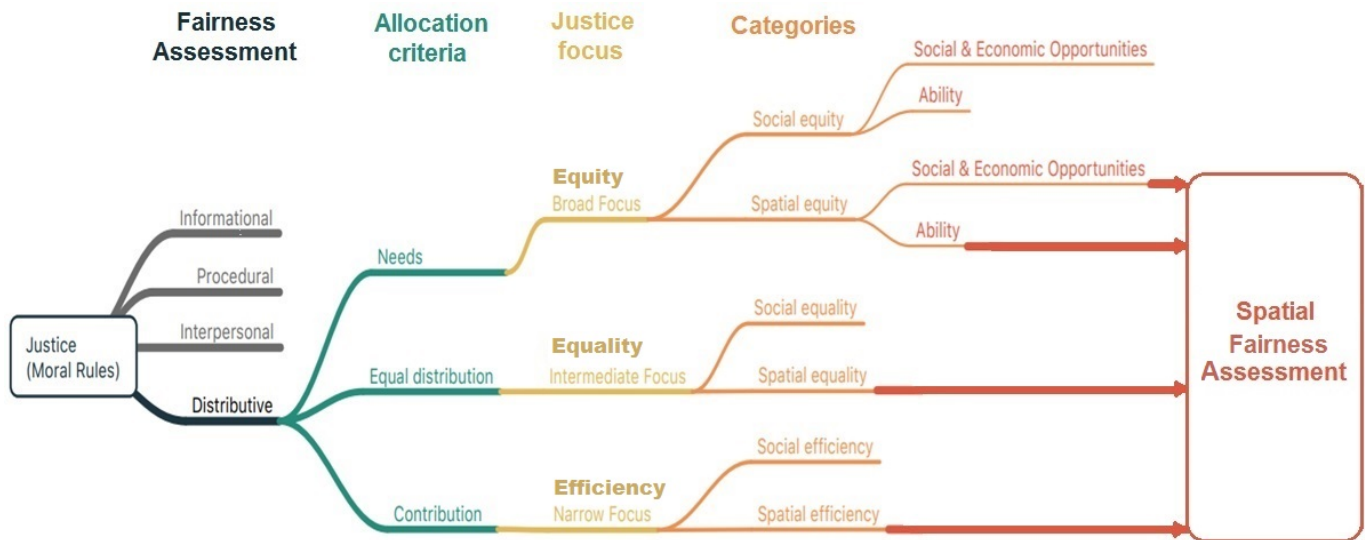 Fairness
Assessment
Allocation
criteria
Justice
focus
Categories
Social & Economic Opportunities
Ability
Social equity
Equity
Broad Focus
Social & Economic Opportunities
Spatial equity
Ability
Informational
Procedural
Interpersonal
Justice
(Moral Rules)
Distributive
Needs
Equal distribution
Contribution
Social equality
Equality
Intermediate Focus
Spatial equality
Social efficiency
Efficiency
Narrow Focus
Spatial efficiency
Spatial
Fairness
Assessment